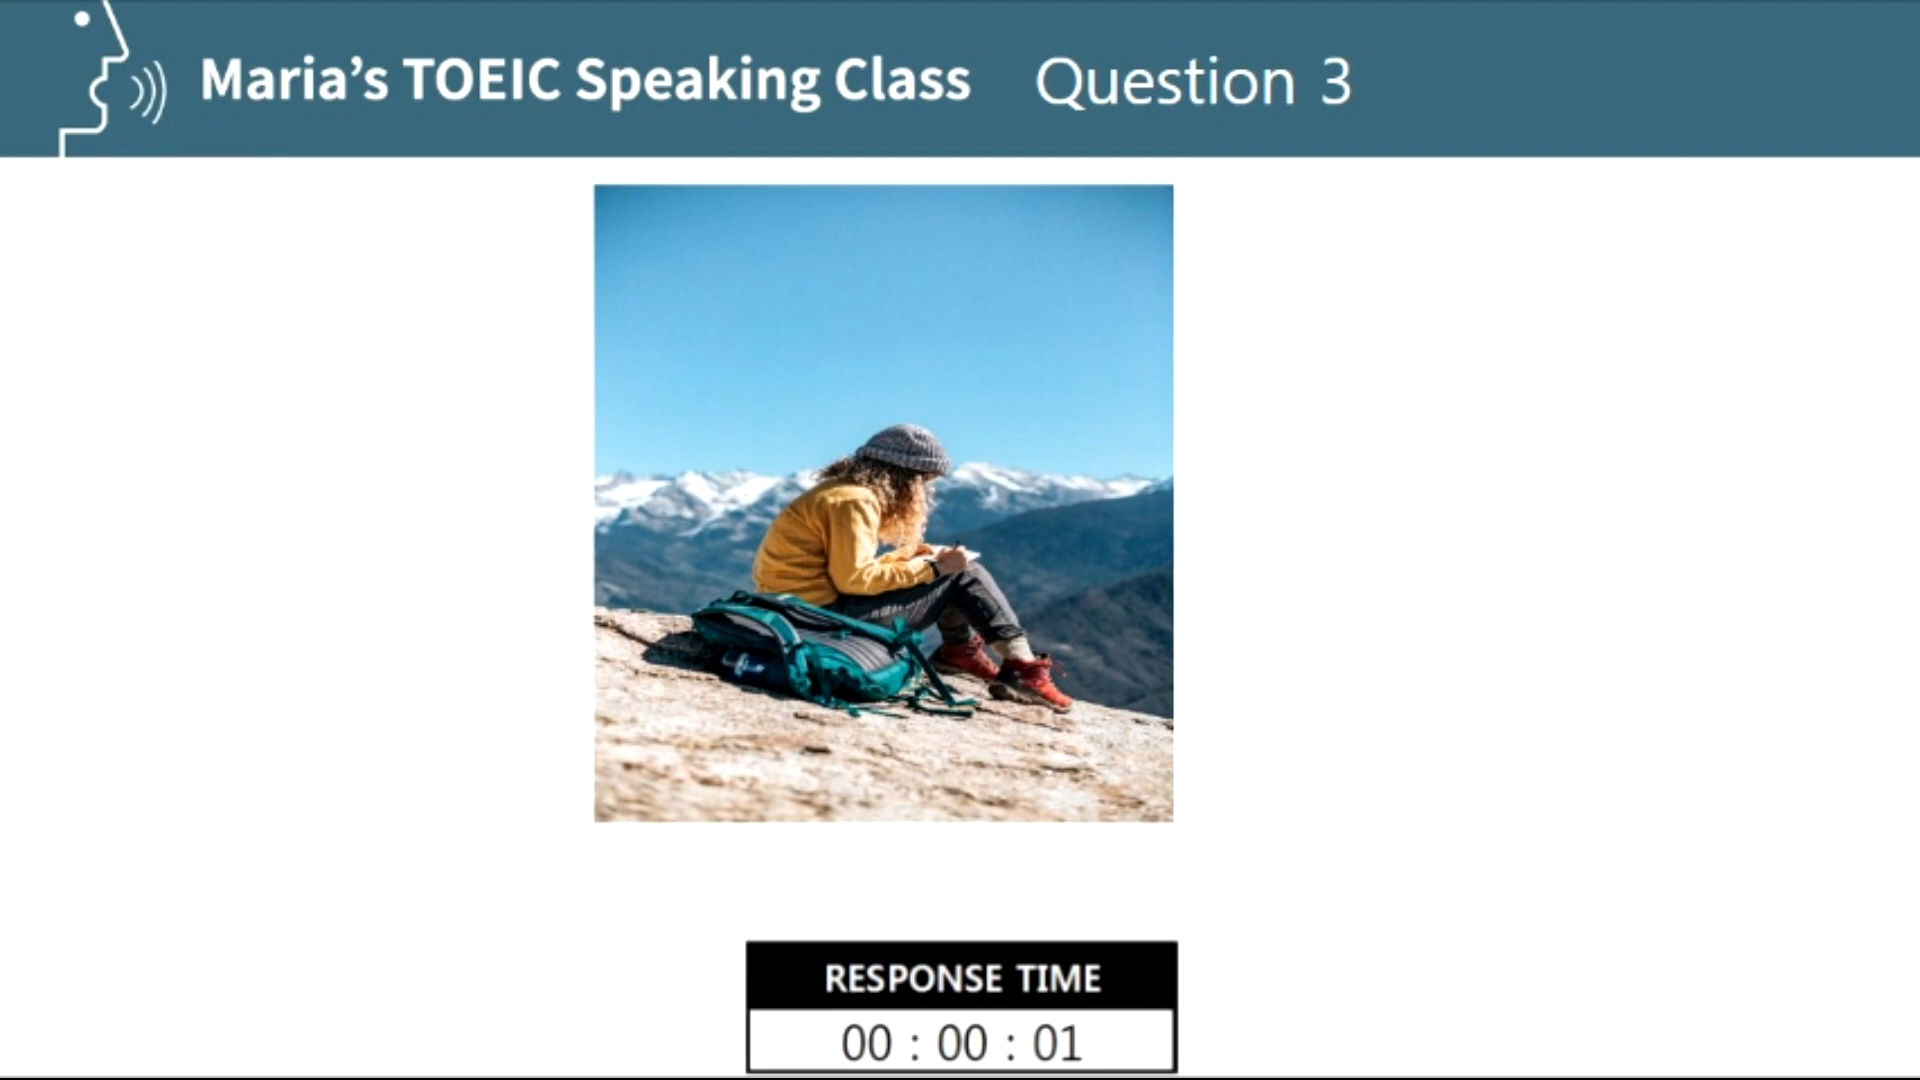 Maria’s TOEIC Speaking Class Question 3
RESPONSE TIME
00 : 00 : 01